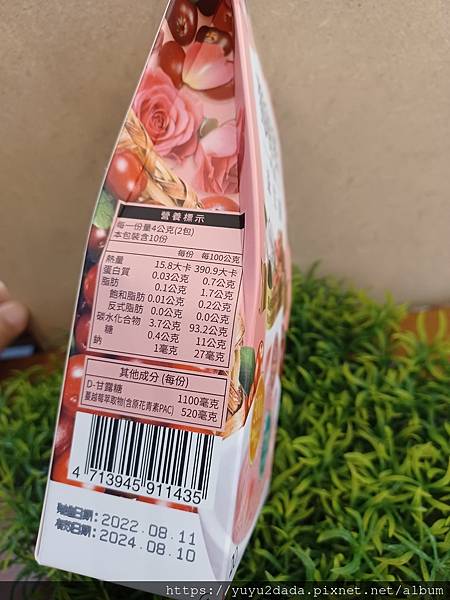 營養標示
每一份量4公克(2包)
本包裝含10份
每份 每100公克
熱量 15.8大卡 390.9大卡
蛋白質 0.03公克 0.7公克
脂肪 0.1公克 1.7公克
飽和脂肪 0.01公克 0.2公克
反式脂肪 0.0公克 0.0公克
碳水化合物 3.7公克 93.2公克
糖 0.4公克 11公克
鈉 1毫克 27毫克
其他成分 (每份)
D-甘露糖 1100毫克
蔓越莓萃取物(含原花青素PAC) 520毫克
4 713945 911435
製造日期:2022.08.11
有效日期:2024.08.10
https://yuyu2dada.pixnet.net/album